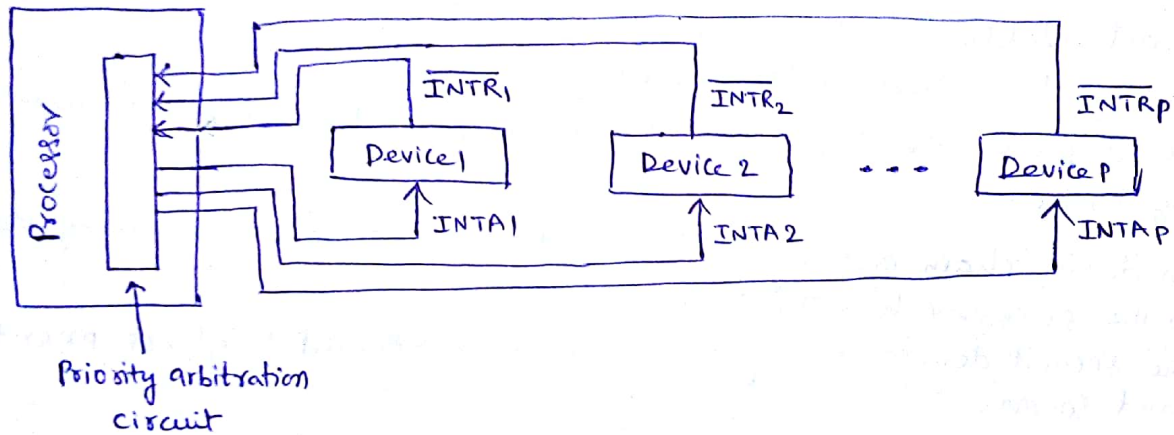 Processor
INTR1
INTR2
INTRp
Device1
Device 2
Device P
INTA1
INTA2
INTAP
Priority arbitration
circuit